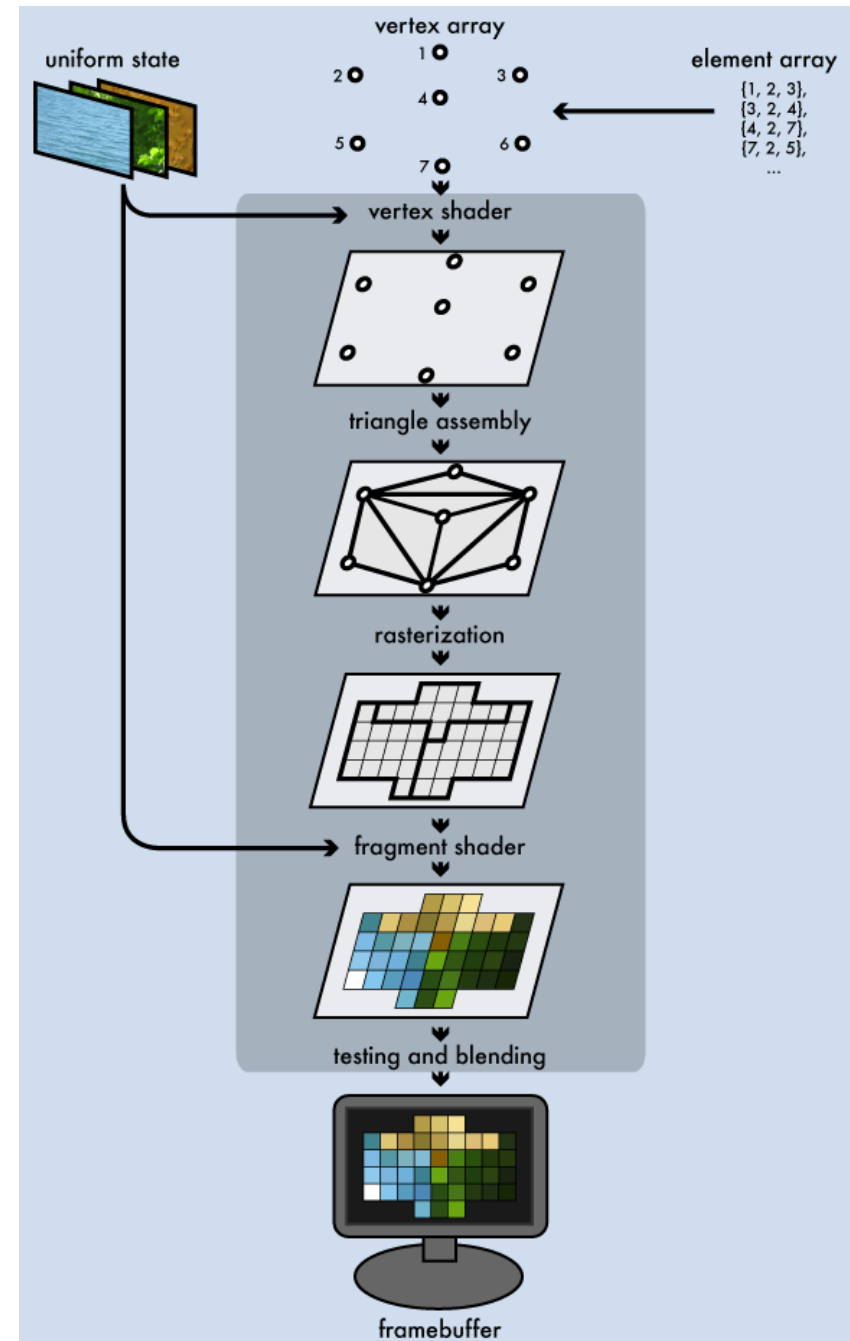 vertex array
uniform state
element array
1
2
3
4
5
6
7
{1, 2, 3},
{3, 2, 4},
{4, 2, 7},
{7, 2, 5},
...
vertex shader
triangle assembly
rasterization
fragment shader
testing and blending
framebuffer